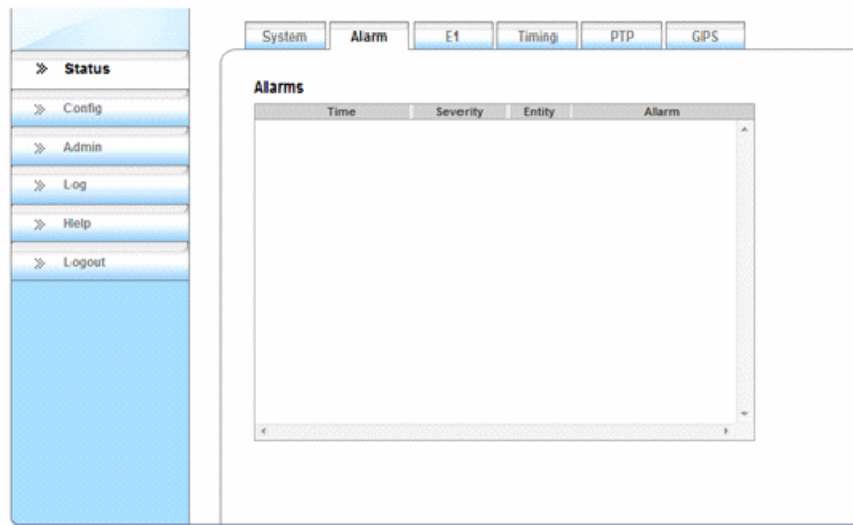 System Alarm E1 Timing PTP GPS
Status
Config
Admin
Log
Help
Logout
Alarms
Time Severity Entity Alarm